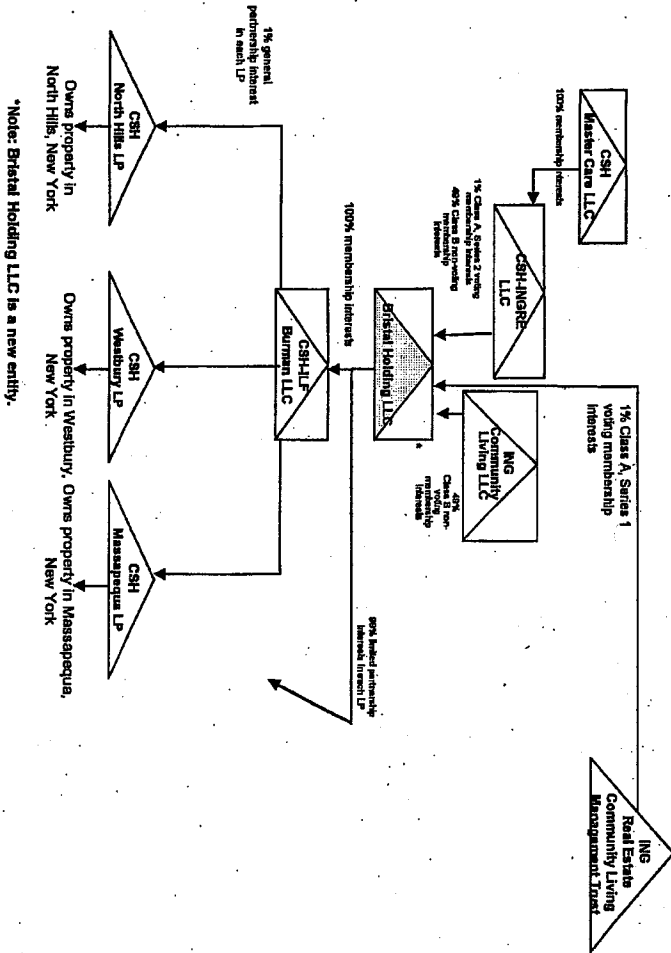 CSH
Master Care LLC
100% membership interests
ING
Real Estate
Community Living
Management Trust
CSH-INGRE
LLC
1% Class A, Series 2 voting
membership interests
49% Class B non-voting
membership
interests
ING
Community
Living LLC
49%
Class B non-
voting
membership
interests
1% Class A, Series 1
voting membership
interests
Bristal Holding LLC
*
100% membership interests
99% limited partnership
interests in each LP
CSH-ILF
Burman LLC
1% general
partnership interest
in each LP
CSH
North Hills LP
CSH
Westbury LP
CSH
Massapequa LP
Owns property in
North Hills, New York
Owns property in Westbury,
New York
Owns property in Massapequa,
New York
*Note: Bristal Holding LLC is a new entity.